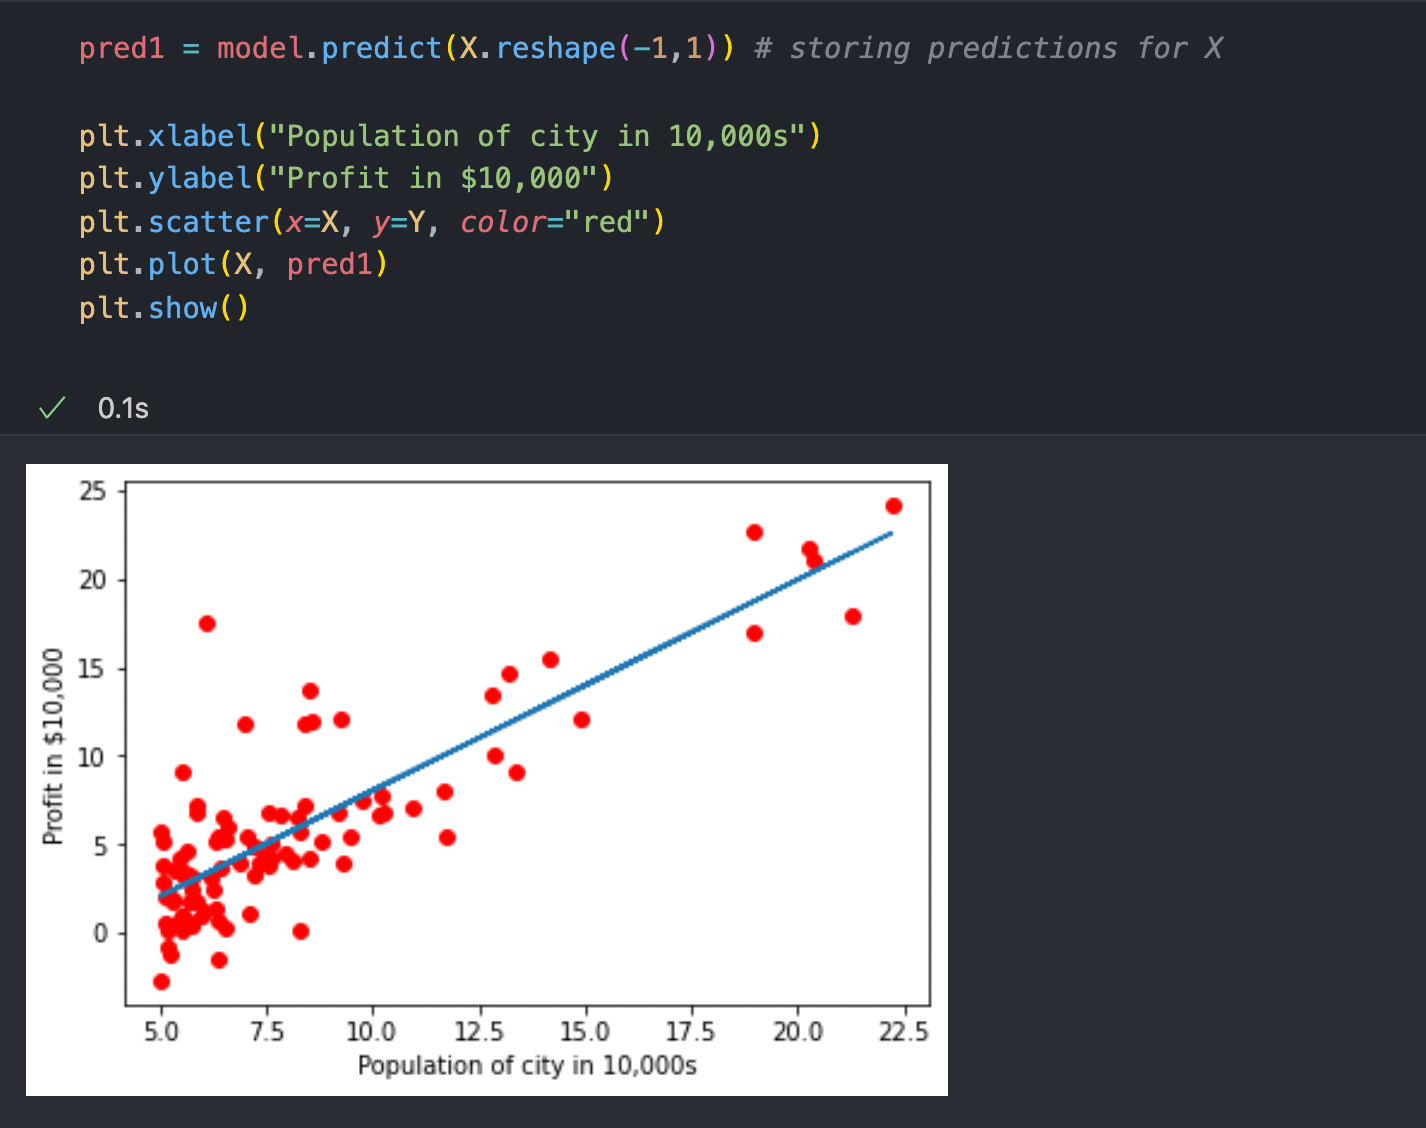 pred1 = model.predict(X.reshape(-1,1)) # storing predictions for X
plt.xlabel("Population of city in 10,000s")
plt.ylabel("Profit in $10,000")
plt.scatter(x=X, y=Y, color="red")
plt.plot(X, pred1)
plt.show()
0.1s
25
20
15
10
5
0
Profit in $10,000
5.0 7.5 10.0 12.5 15.0 17.5 20.0 22.5
Population of city in 10,000s